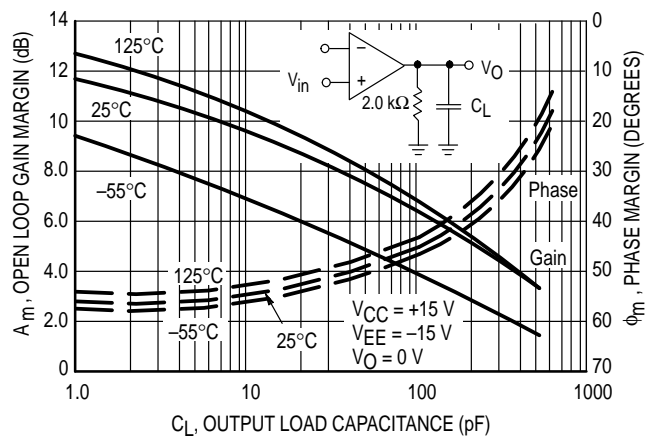 14
12
10
8.0
6.0
4.0
2.0
0
A_m, OPEN LOOP GAIN MARGIN (dB)
125°C
25°C
–55°C
V_in
–
+
2.0 kΩ
C_L
V_O
Phase
Gain
125°C
–55°C
25°C
V_CC = +15 V
V_EE = –15 V
V_O = 0 V
0
10
20
30
40
50
60
70
ϕ_m, PHASE MARGIN (DEGREES)
1.0
10
100
1000
C_L, OUTPUT LOAD CAPACITANCE (pF)